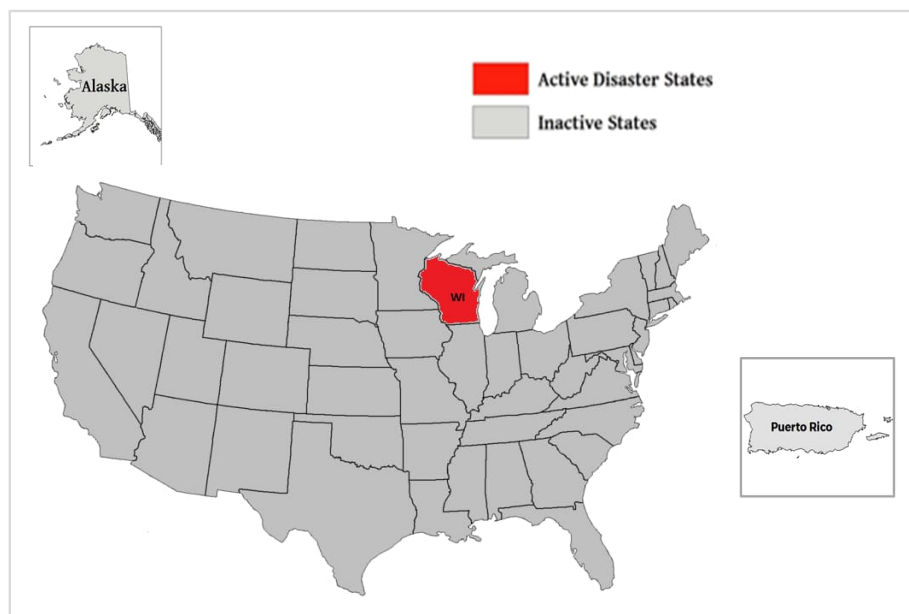 Alaska
Active Disaster States
Inactive States
WI
Puerto Rico